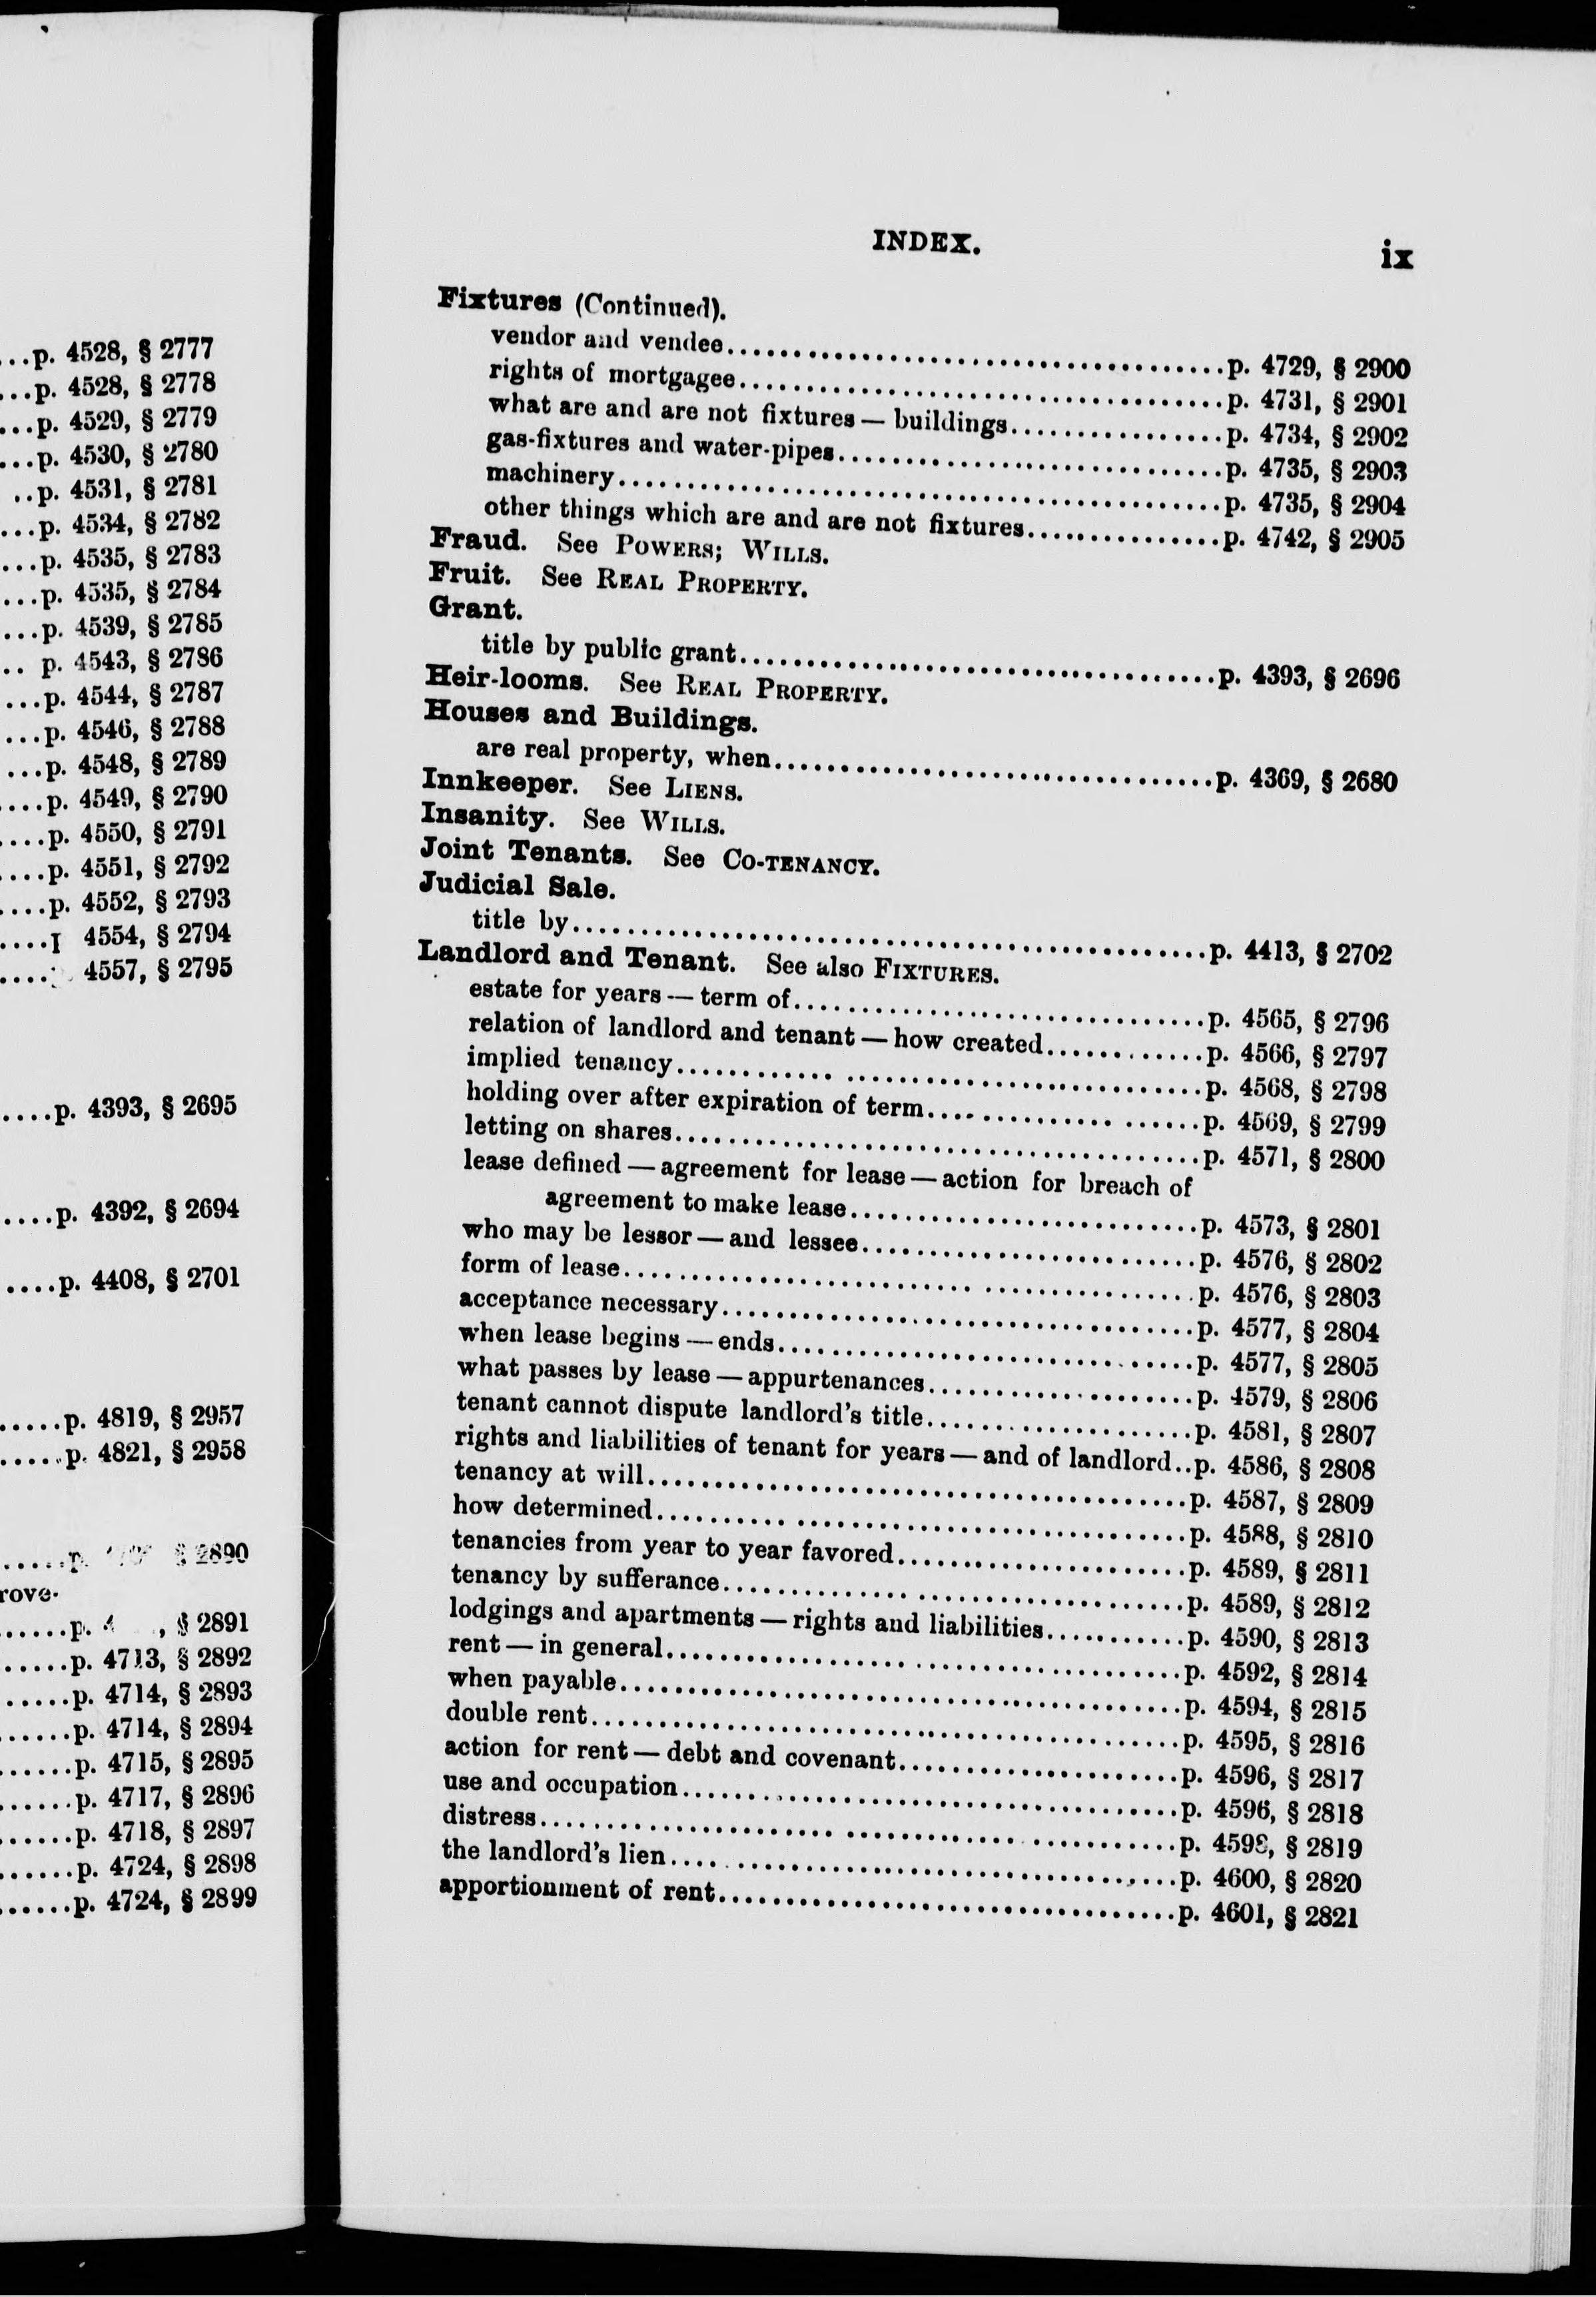 ...p. 4528, § 2777
...p. 4528, § 2778
...p. 4529, § 2779
...p. 4530, § 2780
..p. 4531, § 2781
...p. 4534, § 2782
...p. 4535, § 2783
...p. 4535, § 2784
...p. 4539, § 2785
.. p. 4543, § 2786
...p. 4544, § 2787
...p. 4546, § 2788
...p. 4548, § 2789
....p. 4549, § 2790
....p. 4550, § 2791
....p. 4551, § 2792
....p. 4552, § 2793
.... 4554, § 2794
.... 4557, § 2795
....p. 4393, § 2695
....p. 4392, § 2694
....p. 4408, § 2701
.....p. 4819, § 2957
.....p. 4821, § 2958
.....p. § 2890
rove-
......p. , § 2891
......p. 4713, § 2892
......p. 4714, § 2893
......p. 4714, § 2894
......p. 4715, § 2895
......p. 4717, § 2896
......p. 4718, § 2897
......p. 4724, § 2898
......p. 4724, § 2899
INDEX. ix
Fixtures (Continued).
vendor and vendee....................................p. 4729, § 2900
rights of mortgagee....................................p. 4731, § 2901
what are and are not fixtures — buildings................p. 4734, § 2902
gas-fixtures and water-pipes.............................p. 4735, § 2903
machinery.............................................p. 4735, § 2904
other things which are and are not fixtures...............p. 4742, § 2905
Fraud. See POWERS; WILLS.
Fruit. See REAL PROPERTY.
Grant.
title by public grant....................................p. 4393, § 2696
Heir-looms. See REAL PROPERTY.
Houses and Buildings.
are real property, when.................................p. 4369, § 2680
Innkeeper. See LIENS.
Insanity. See WILLS.
Joint Tenants. See CO-TENANCY.
Judicial Sale.
title by................................................p. 4413, § 2702
Landlord and Tenant. See also FIXTURES.
estate for years — term of...............................p. 4565, § 2796
relation of landlord and tenant — how created............p. 4566, § 2797
implied tenancy.......................................p. 4568, § 2798
holding over after expiration of term....................p. 4569, § 2799
letting on shares.......................................p. 4571, § 2800
lease defined — agreement for lease — action for breach of
agreement to make lease..........................p. 4573, § 2801
who may be lessor — and lessee.........................p. 4576, § 2802
form of lease..........................................p. 4576, § 2803
acceptance necessary...................................p. 4577, § 2804
when lease begins — ends...............................p. 4577, § 2805
what passes by lease — appurtenances....................p. 4579, § 2806
tenant cannot dispute landlord's title....................p. 4581, § 2807
rights and liabilities of tenant for years — and of landlord..p. 4586, § 2808
tenancy at will........................................p. 4587, § 2809
how determined.......................................p. 4588, § 2810
tenancies from year to year favored.....................p. 4589, § 2811
tenancy by sufferance..................................p. 4589, § 2812
lodgings and apartments — rights and liabilities...........p. 4590, § 2813
rent — in general......................................p. 4592, § 2814
when payable.........................................p. 4594, § 2815
double rent...........................................p. 4595, § 2816
action for rent — debt and covenant.....................p. 4596, § 2817
use and occupation.....................................p. 4596, § 2818
distress...............................................p. § 2819
the landlord's lien.....................................p. 4600, § 2820
apportionment of rent..................................p. 4601, § 2821